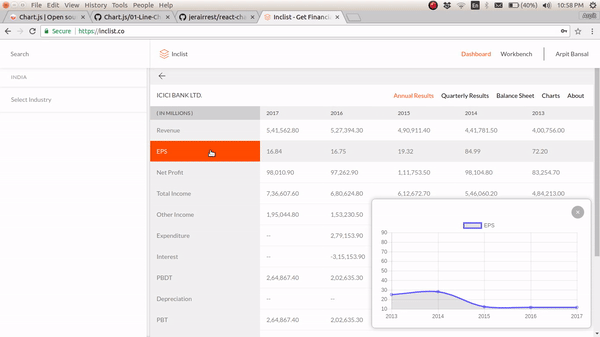 File Edit View History Bookmarks Tools People Help
En (40%) 10:58 PM
Chart.js | Open sou Chart.js/01-Line-Ch jerairrest/react-cha Inclist - Get Financi Arpit
Secure https://inclist.co
Search Inclist Dashboard Workbench Arpit Bansal
INDIA
Select Industry
ICICI BANK LTD. Annual Results Quarterly Results Balance Sheet Charts About
( IN MILLIONS ) 2017 2016 2015 2014 2013
Revenue 5,41,562.80 5,27,394.30 4,90,911.40 4,41,781.50 4,00,756.00
EPS 16.84 16.75 19.32 84.99 72.20
Net Profit 98,010.90 97,262.90 1,11,753.50 98,104.80 83,254.70
Total Income 7,36,607.60 6,80,624.80 6,12,672.70 5,46,060.20 4,84,213.00
Other Income 1,95,044.80 1,53,230.50
Expenditure -- 2,79,153.90
Interest -- -3,15,153.90
PBDT 2,64,867.40 2,02,635.30
Depreciation -- --
PBT 2,64,867.40 2,02,635.30
EPS
90
80
70
60
50
40
30
20
10
2013 2014 2015 2016 2017